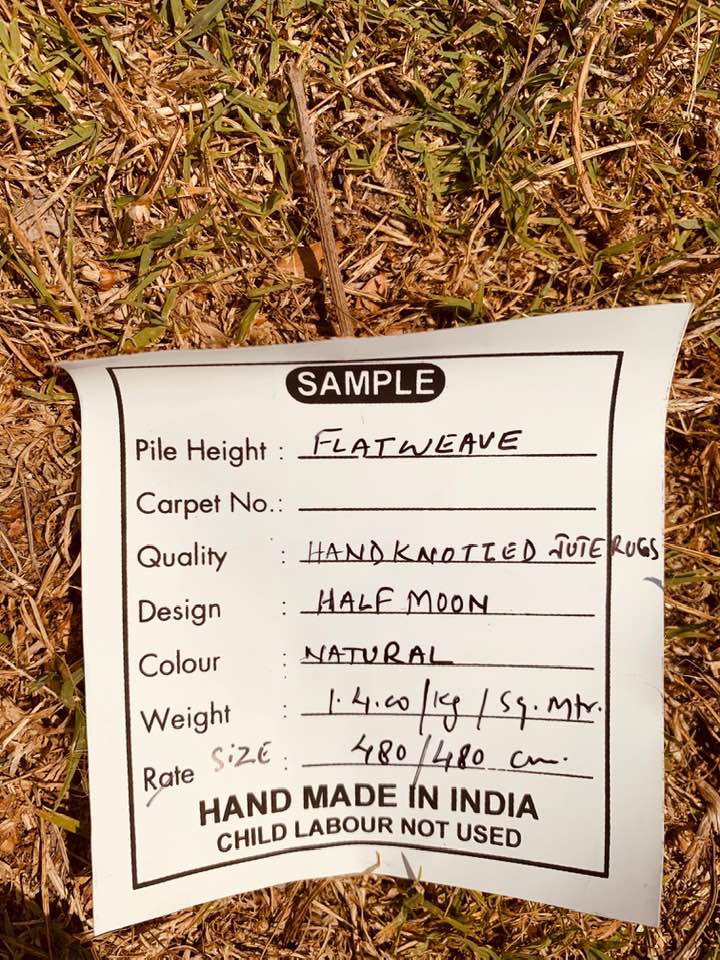 SAMPLE
Pile Height : FLATWEAVE
Carpet No.:
Quality : HANDKNOTTED JUTE RUGS
Design : HALF MOON
Colour : NATURAL
Weight : 1.4.00/Kg/Sq.Mtr.
Rate SiZE : 480/480 cm.
HAND MADE IN INDIA
CHILD LABOUR NOT USED